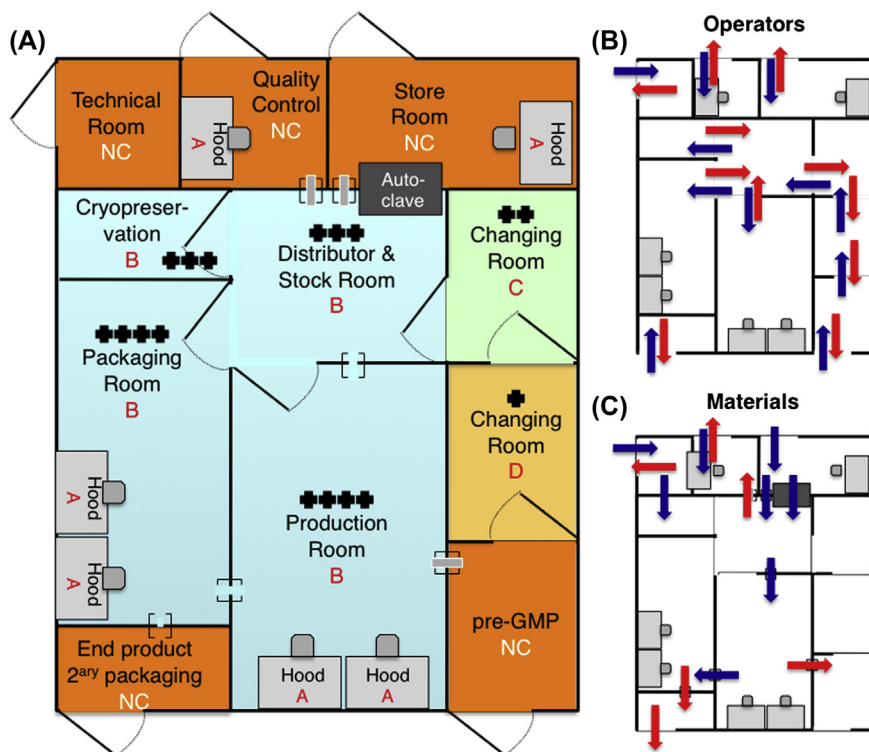 (A)
Technical
Room
NC
Quality
Control
NC
Hood
A
Store
Room
NC
Hood
A
Auto-
clave
Cryopreser-
vation
B
Distributor &
Stock Room
B
Changing
Room
C
Packaging
Room
B
Changing
Room
D
Hood
A
Hood
A
Production
Room
B
pre-GMP
NC
End product
2ary packaging
NC
Hood
A
Hood
A
(B)
Operators
(C)
Materials